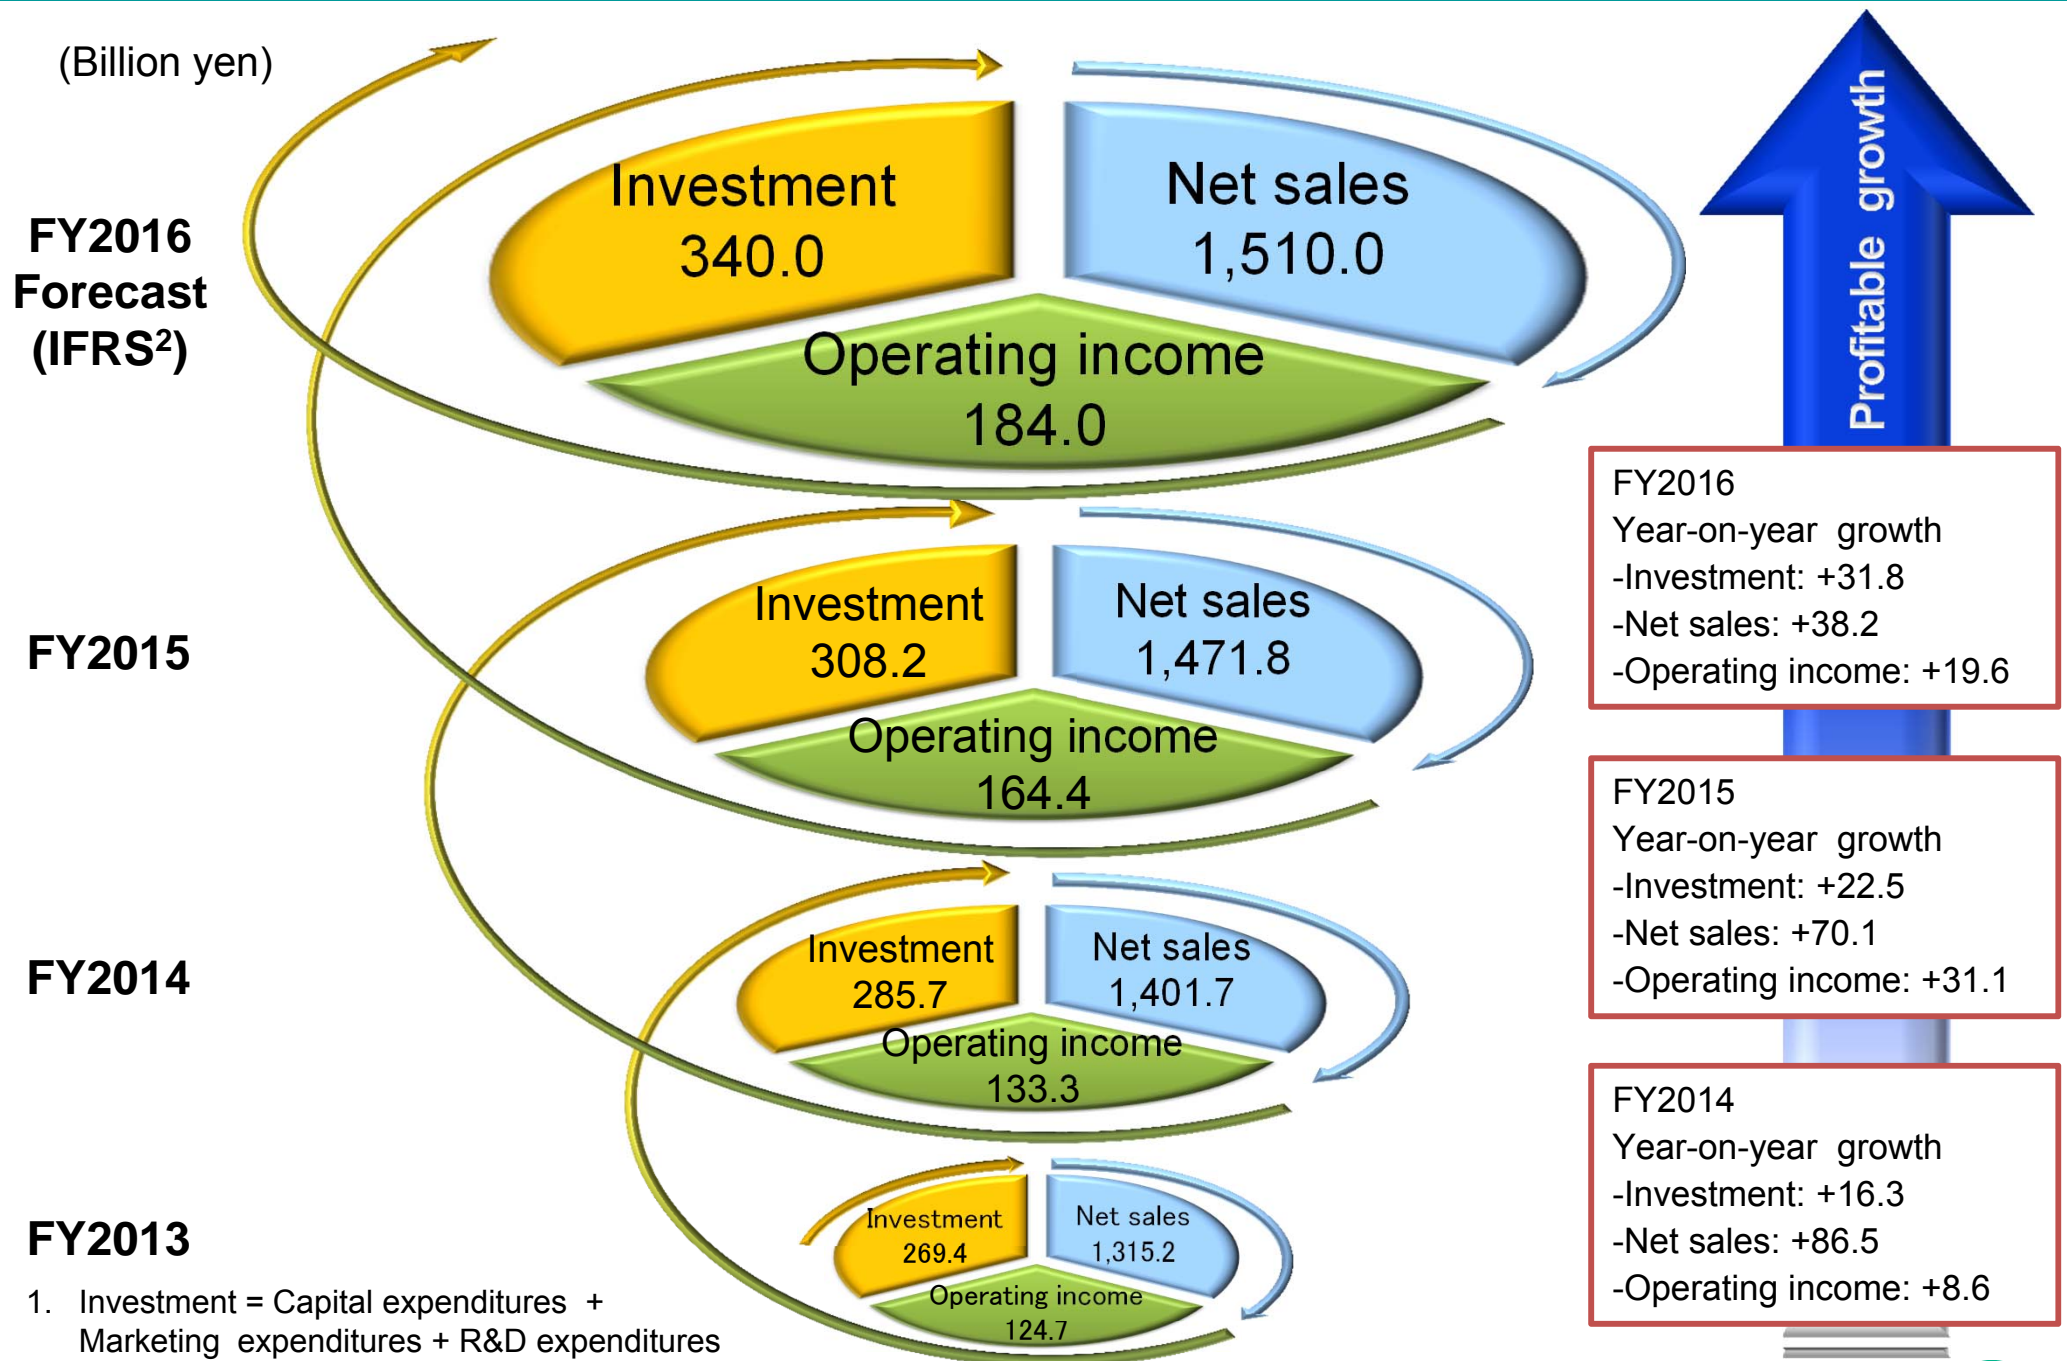 (Billion yen)
FY2016
Forecast
(IFRS²)
Investment
340.0
Net sales
1,510.0
Operating income
184.0
Profitable growth
FY2016
Year-on-year growth
-Investment: +31.8
-Net sales: +38.2
-Operating income: +19.6
FY2015
Investment
308.2
Net sales
1,471.8
Operating income
164.4
FY2015
Year-on-year growth
-Investment: +22.5
-Net sales: +70.1
-Operating income: +31.1
FY2014
Investment
285.7
Net sales
1,401.7
Operating income
133.3
FY2014
Year-on-year growth
-Investment: +16.3
-Net sales: +86.5
-Operating income: +8.6
FY2013
Investment
269.4
Net sales
1,315.2
Operating income
124.7
1. Investment = Capital expenditures +
Marketing expenditures + R&D expenditures